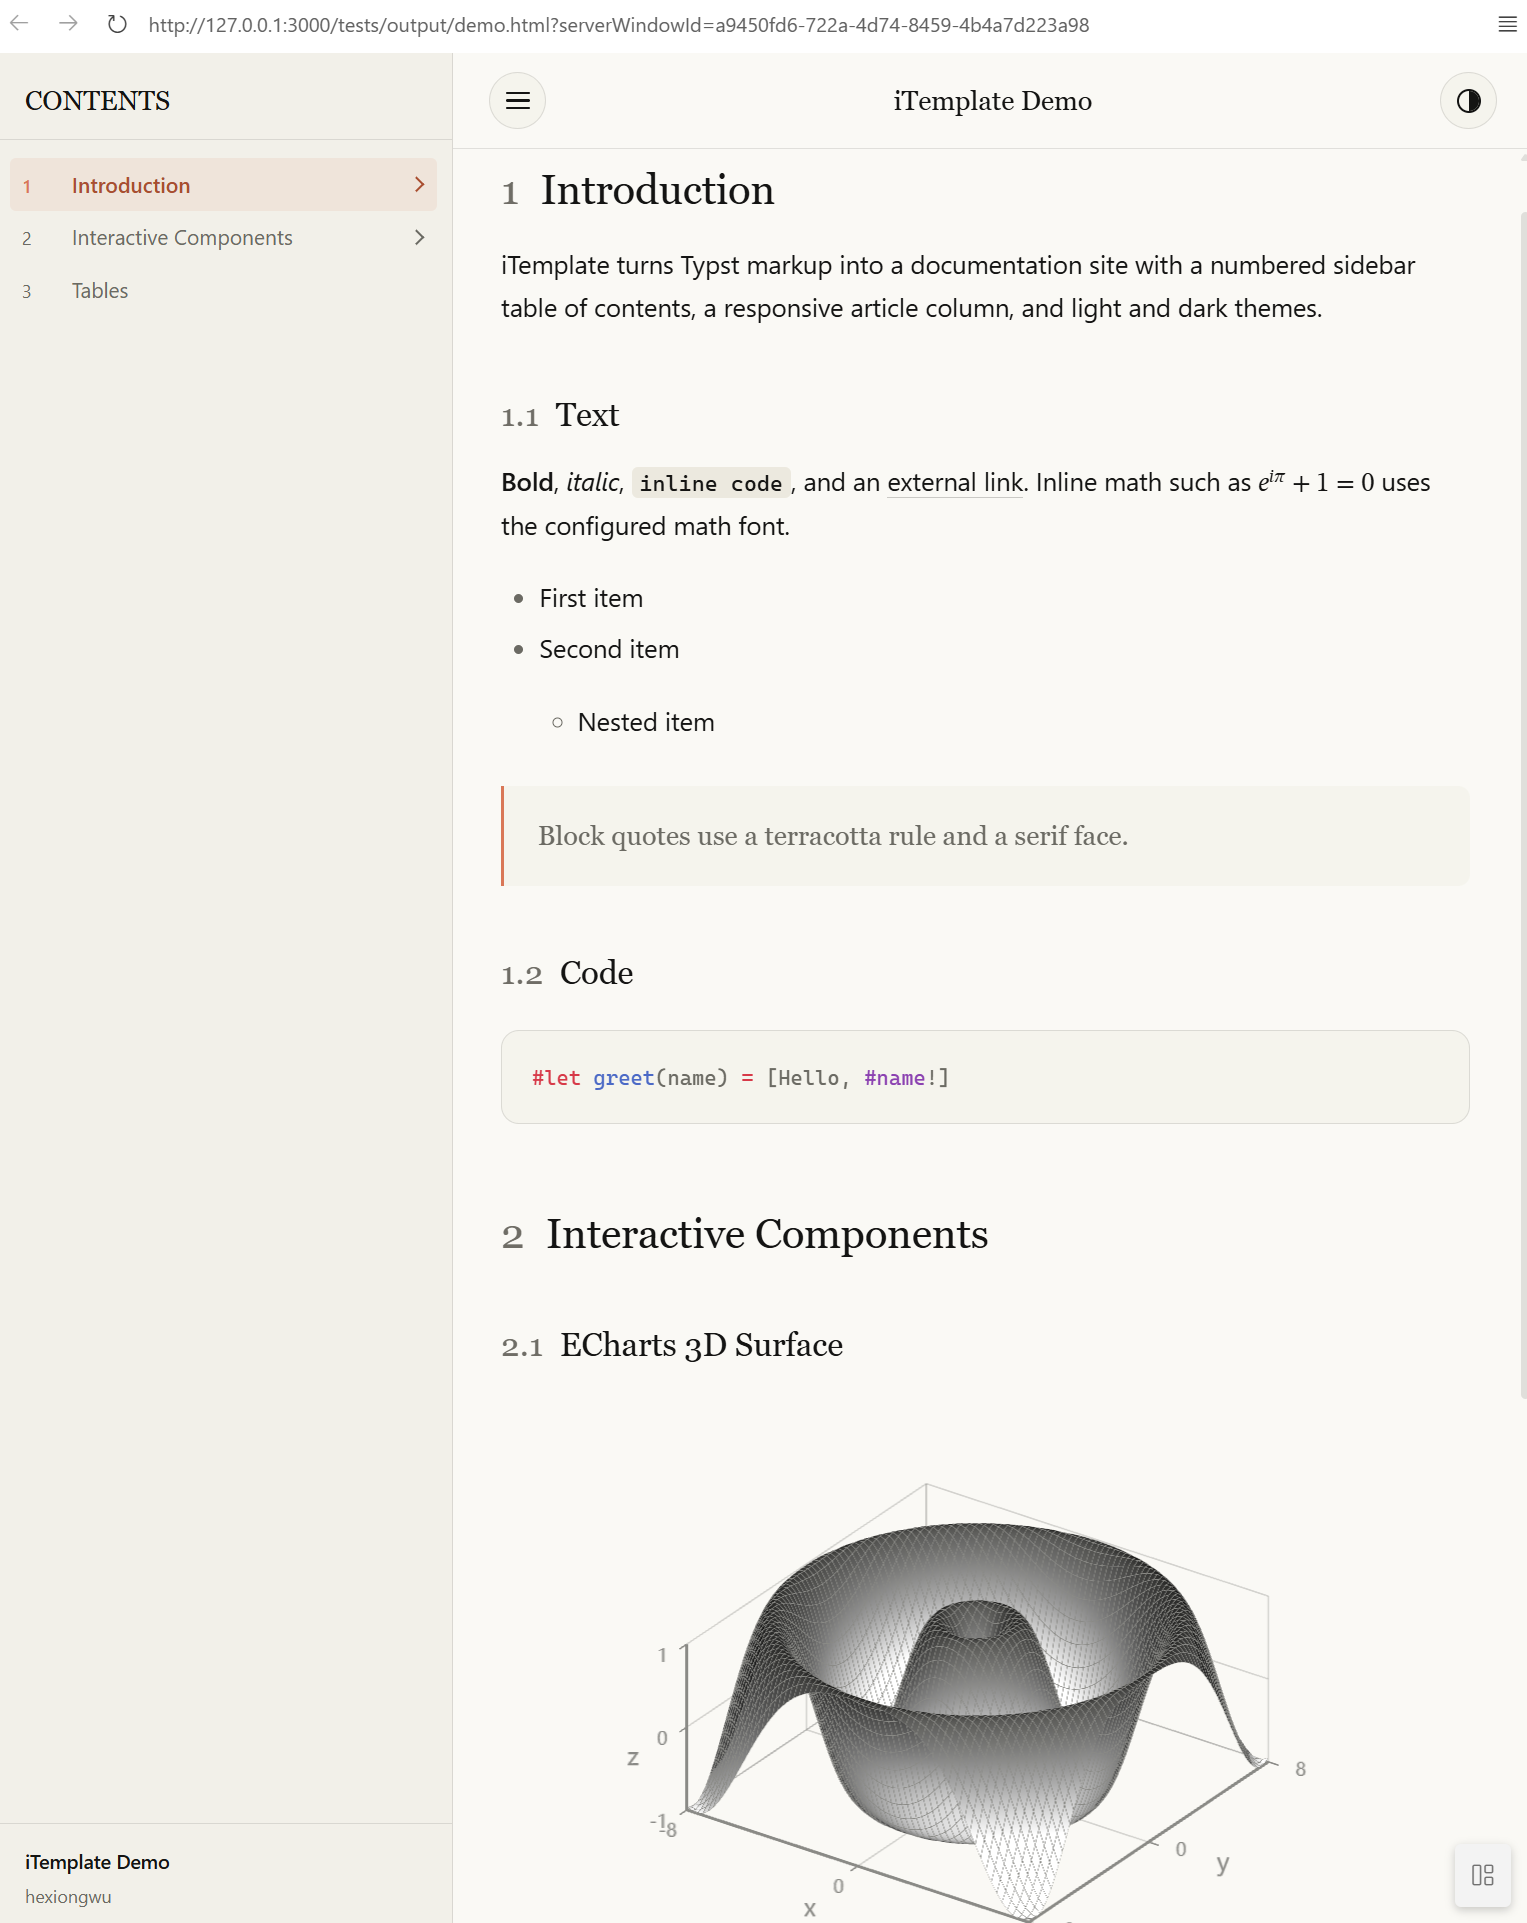 http://127.0.0.1:3000/tests/output/demo.html?serverWindowId=a9450fd6-722a-4d74-8459-4b4a7d223a98
CONTENTS
1 Introduction
2 Interactive Components
3 Tables
iTemplate Demo
hexiongwu
iTemplate Demo
1 Introduction
iTemplate turns Typst markup into a documentation site with a numbered sidebar
table of contents, a responsive article column, and light and dark themes.
1.1 Text
Bold, italic, inline code, and an external link. Inline math such as e^{iπ} + 1 = 0 uses
the configured math font.
• First item
• Second item
◦ Nested item
Block quotes use a terracotta rule and a serif face.
1.2 Code
#let greet(name) = [Hello, #name!]
2 Interactive Components
2.1 ECharts 3D Surface
1
0
z
-1
-8
0
x
8
0
y